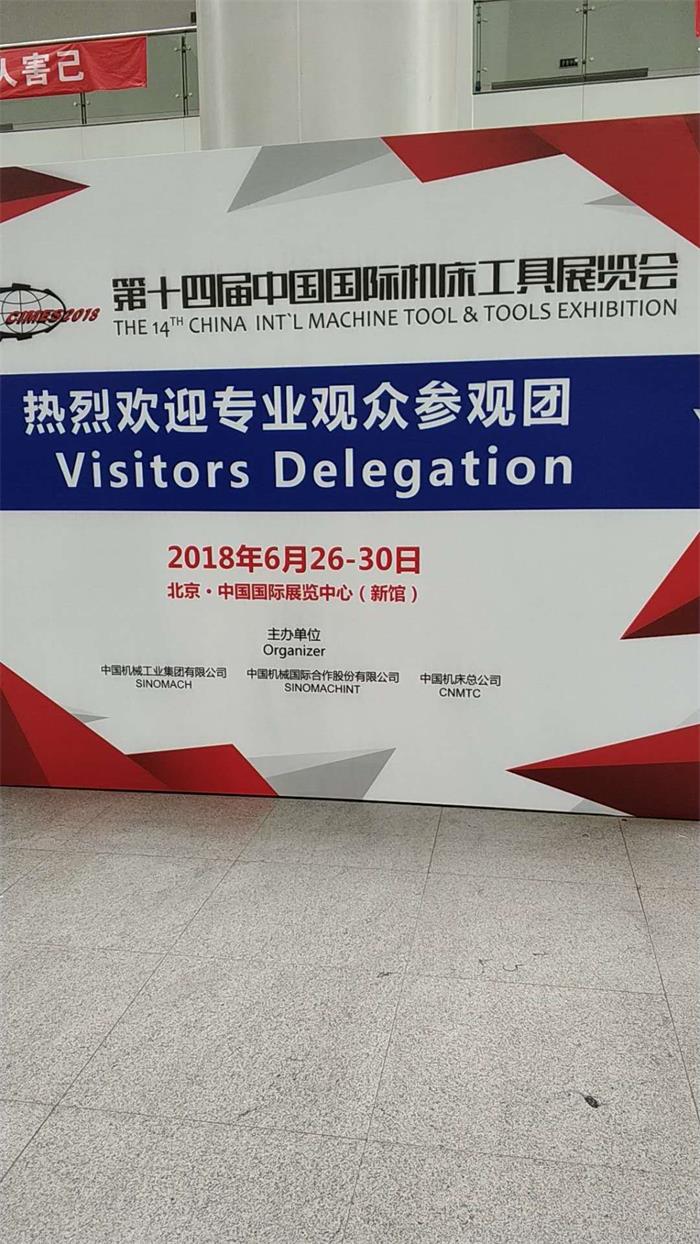 人害己
CIMES2018
第十四届中国国际机床工具展览会
THE 14TH CHINA INT`L MACHINE TOOL & TOOLS EXHIBITION
热烈欢迎专业观众参观团
Visitors Delegation
2018年6月26-30日
北京·中国国际展览中心（新馆）
主办单位
Organizer
中国机械工业集团有限公司 中国机械国际合作股份有限公司 中国机床总公司
SINOMACH SINOMACHINT CNMTC